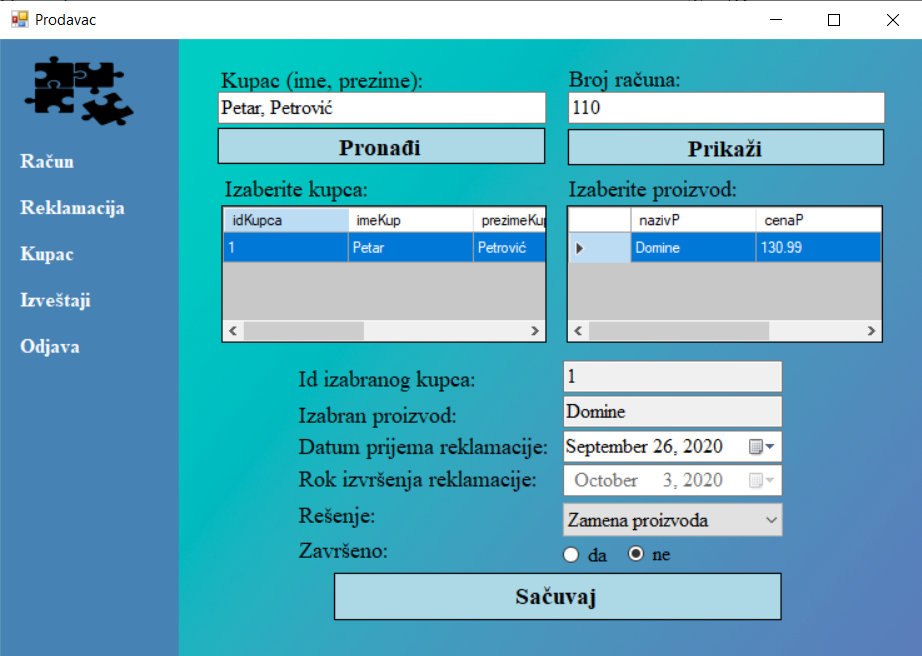 Prodavac
Račun
Reklamacija
Kupac
Izveštaji
Odjava
Kupac (ime, prezime):
Petar, Petrović
Pronađi
Broj računa:
110
Prikaži
Izaberite kupca:
idKupca imeKup prezimeKup
1 Petar Petrović
Izaberite proizvod:
nazivP cenaP
Domine 130.99
Id izabranog kupca: 1
Izabran proizvod: Domine
Datum prijema reklamacije: September 26, 2020
Rok izvršenja reklamacije: October 3, 2020
Rešenje: Zamena proizvoda
Završeno: da ne
Sačuvaj